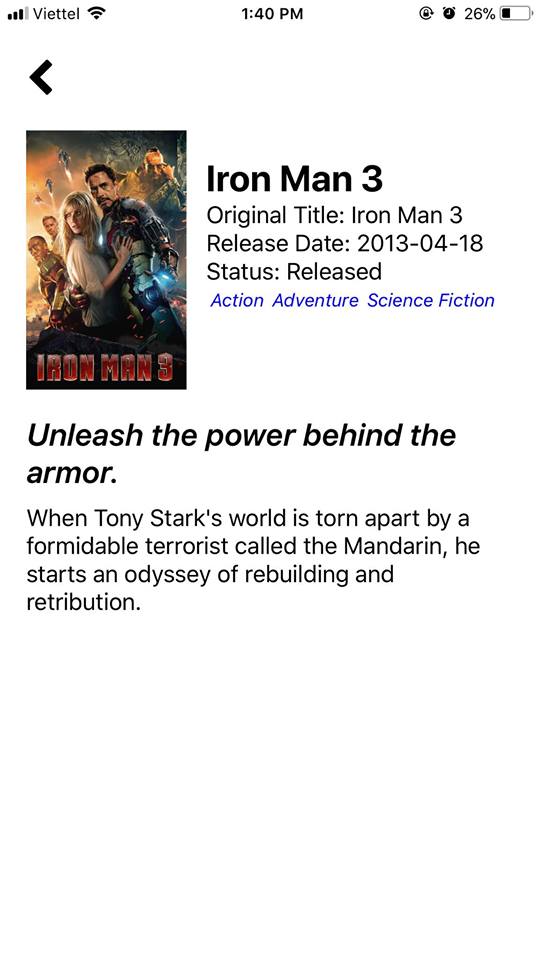 Viettel 1:40 PM 26%
Iron Man 3
Original Title: Iron Man 3
Release Date: 2013-04-18
Status: Released
Action Adventure Science Fiction
IRON MAN 3
Unleash the power behind the
armor.
When Tony Stark's world is torn apart by a
formidable terrorist called the Mandarin, he
starts an odyssey of rebuilding and
retribution.